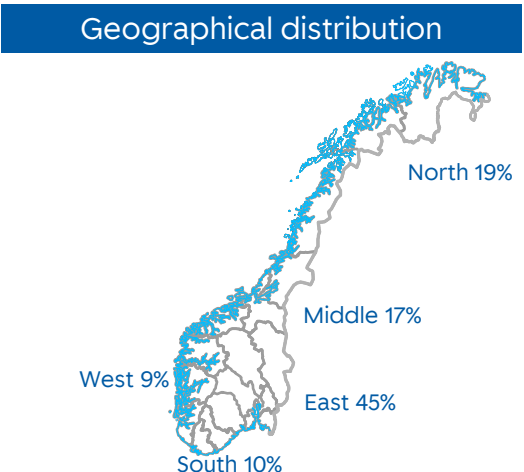 Geographical distribution
North 19%
Middle 17%
West 9%
East 45%
South 10%